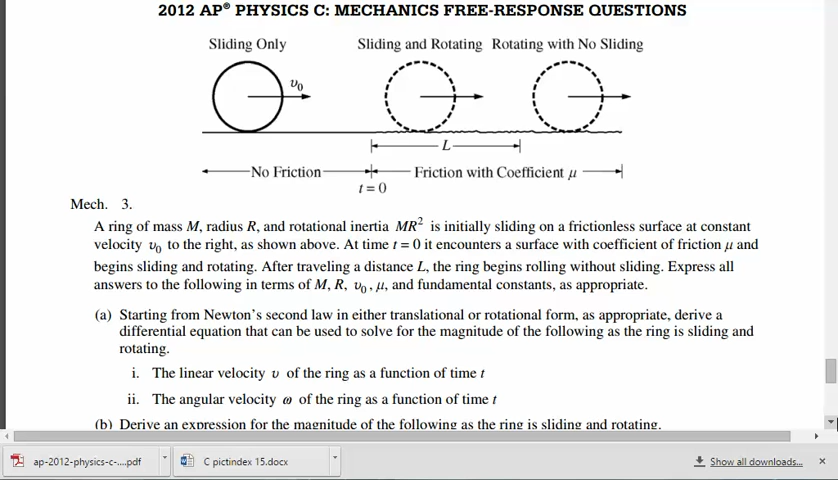 2012 AP® PHYSICS C: MECHANICS FREE-RESPONSE QUESTIONS
Sliding Only
Sliding and Rotating
Rotating with No Sliding
υ₀
L
No Friction
Friction with Coefficient μ
t = 0
Mech. 3.
A ring of mass M, radius R, and rotational inertia MR² is initially sliding on a frictionless surface at constant
velocity υ₀ to the right, as shown above. At time t = 0 it encounters a surface with coefficient of friction μ and
begins sliding and rotating. After traveling a distance L, the ring begins rolling without sliding. Express all
answers to the following in terms of M, R, υ₀, μ, and fundamental constants, as appropriate.
(a) Starting from Newton's second law in either translational or rotational form, as appropriate, derive a
differential equation that can be used to solve for the magnitude of the following as the ring is sliding and
rotating.
i. The linear velocity υ of the ring as a function of time t
ii. The angular velocity ω of the ring as a function of time t
(b) Derive an expression for the magnitude of the following as the ring is sliding and rotating.
ap-2012-physics-c-....pdf
C pictindex 15.docx
Show all downloads...